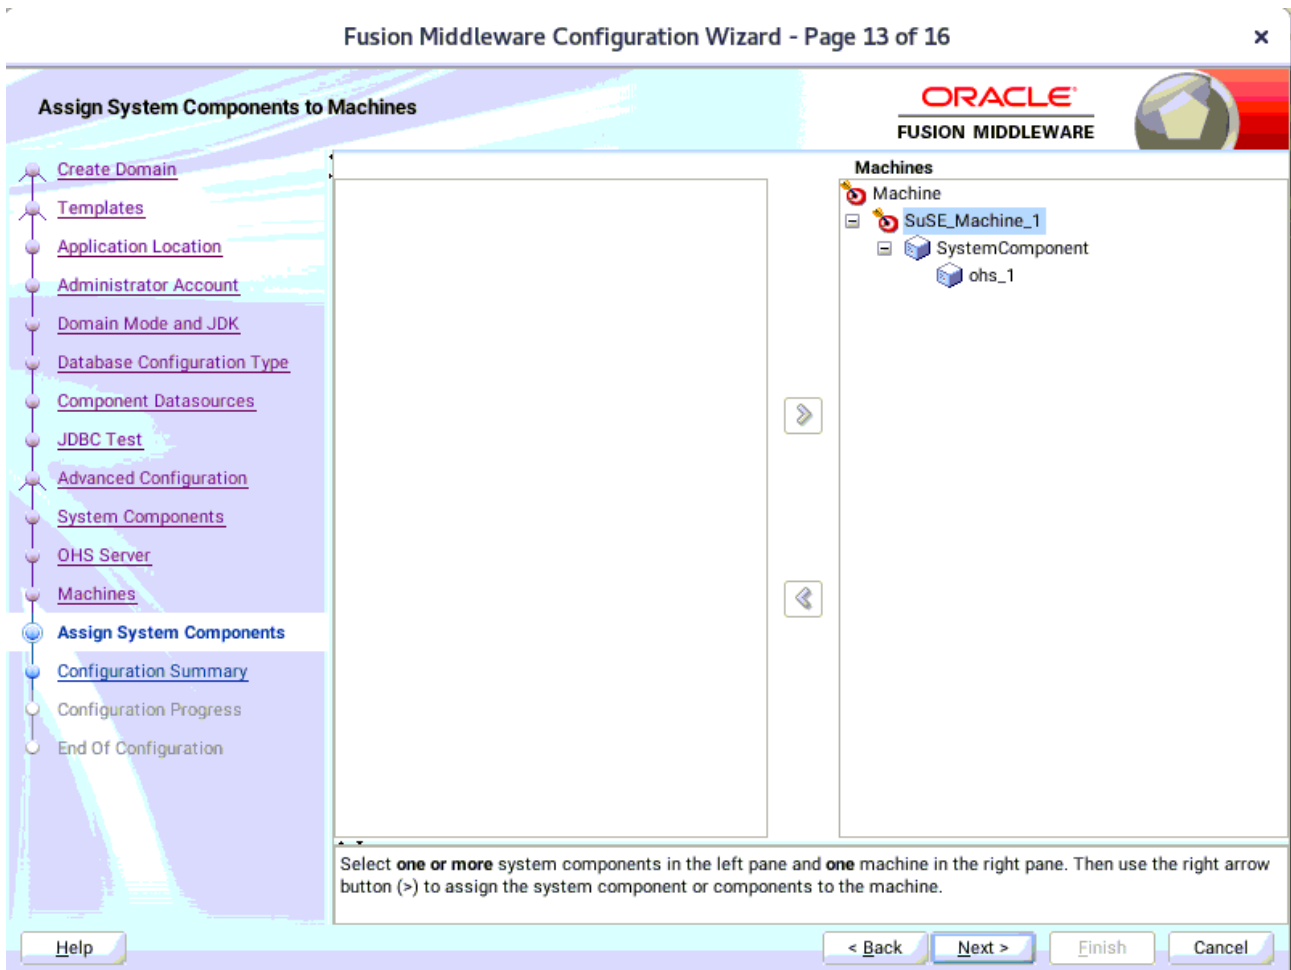 Fusion Middleware Configuration Wizard - Page 13 of 16
Assign System Components to Machines
ORACLE
FUSION MIDDLEWARE
Create Domain
Templates
Application Location
Administrator Account
Domain Mode and JDK
Database Configuration Type
Component Datasources
JDBC Test
Advanced Configuration
System Components
OHS Server
Machines
Assign System Components
Configuration Summary
Configuration Progress
End Of Configuration
Machines
Machine
SuSE_Machine_1
SystemComponent
ohs_1
Select one or more system components in the left pane and one machine in the right pane. Then use the right arrow
button (>) to assign the system component or components to the machine.
Help
< Back
Next >
Finish
Cancel